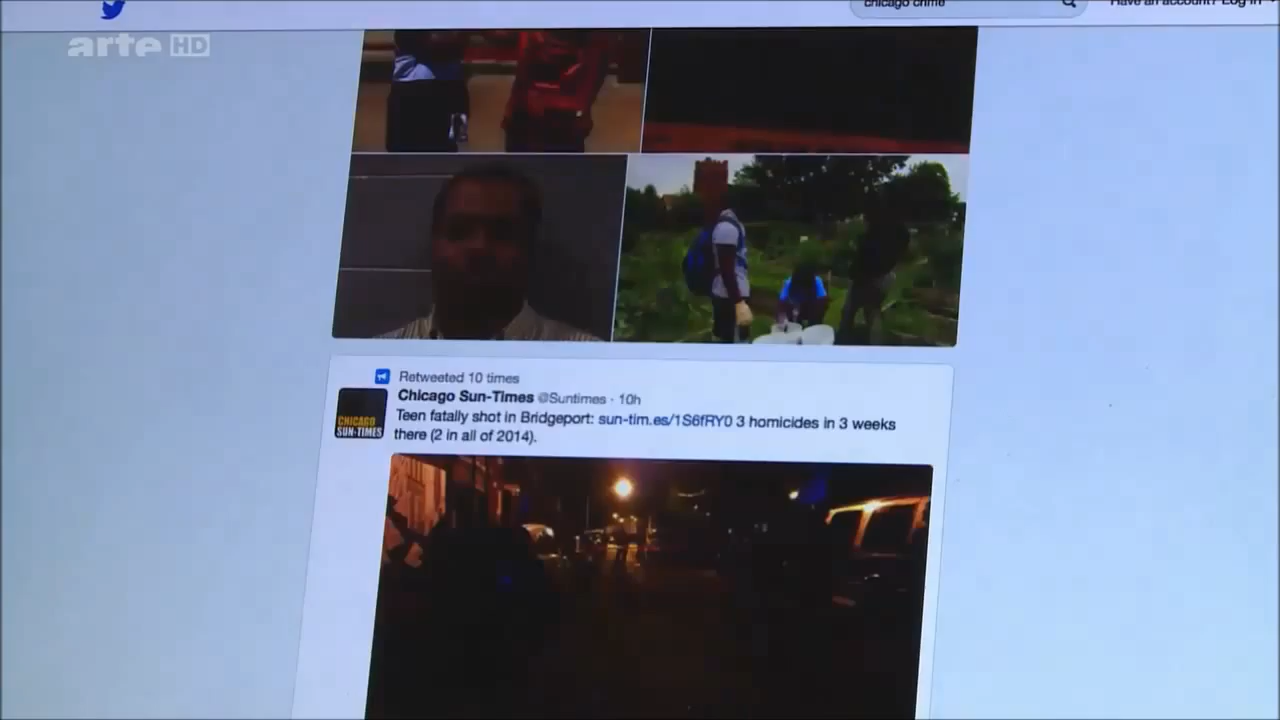 chicago crime
Have an account? Log in
arte HD
Retweeted 10 times
Chicago Sun-Times @Suntimes · 10h
CHICAGO
SUN-TIMES
Teen fatally shot in Bridgeport: sun-tim.es/1S6fRY0 3 homicides in 3 weeks
there (2 in all of 2014).